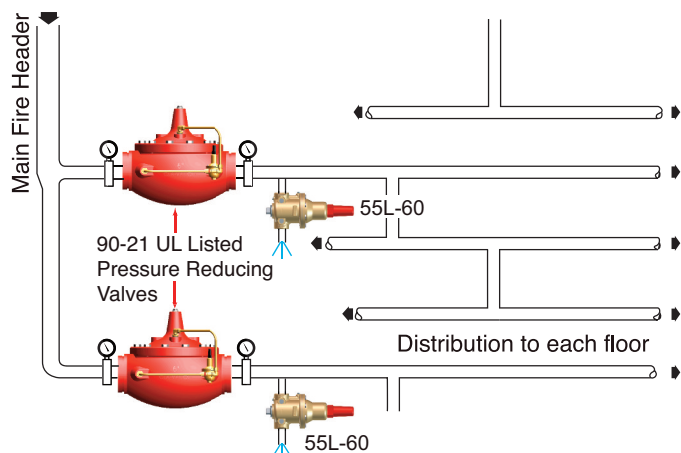 Main Fire Header
55L-60
90-21 UL Listed
Pressure Reducing
Valves
Distribution to each floor
55L-60